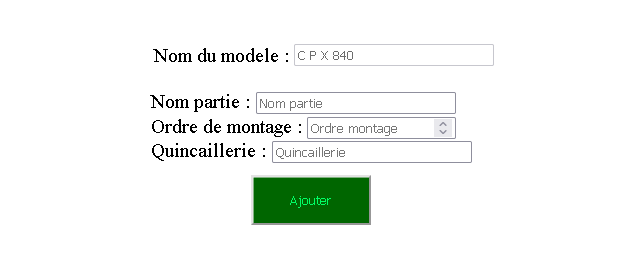 Nom du modele : C P X 840
Nom partie : Nom partie
Ordre de montage : Ordre montage
Quincaillerie : Quincaillerie
Ajouter